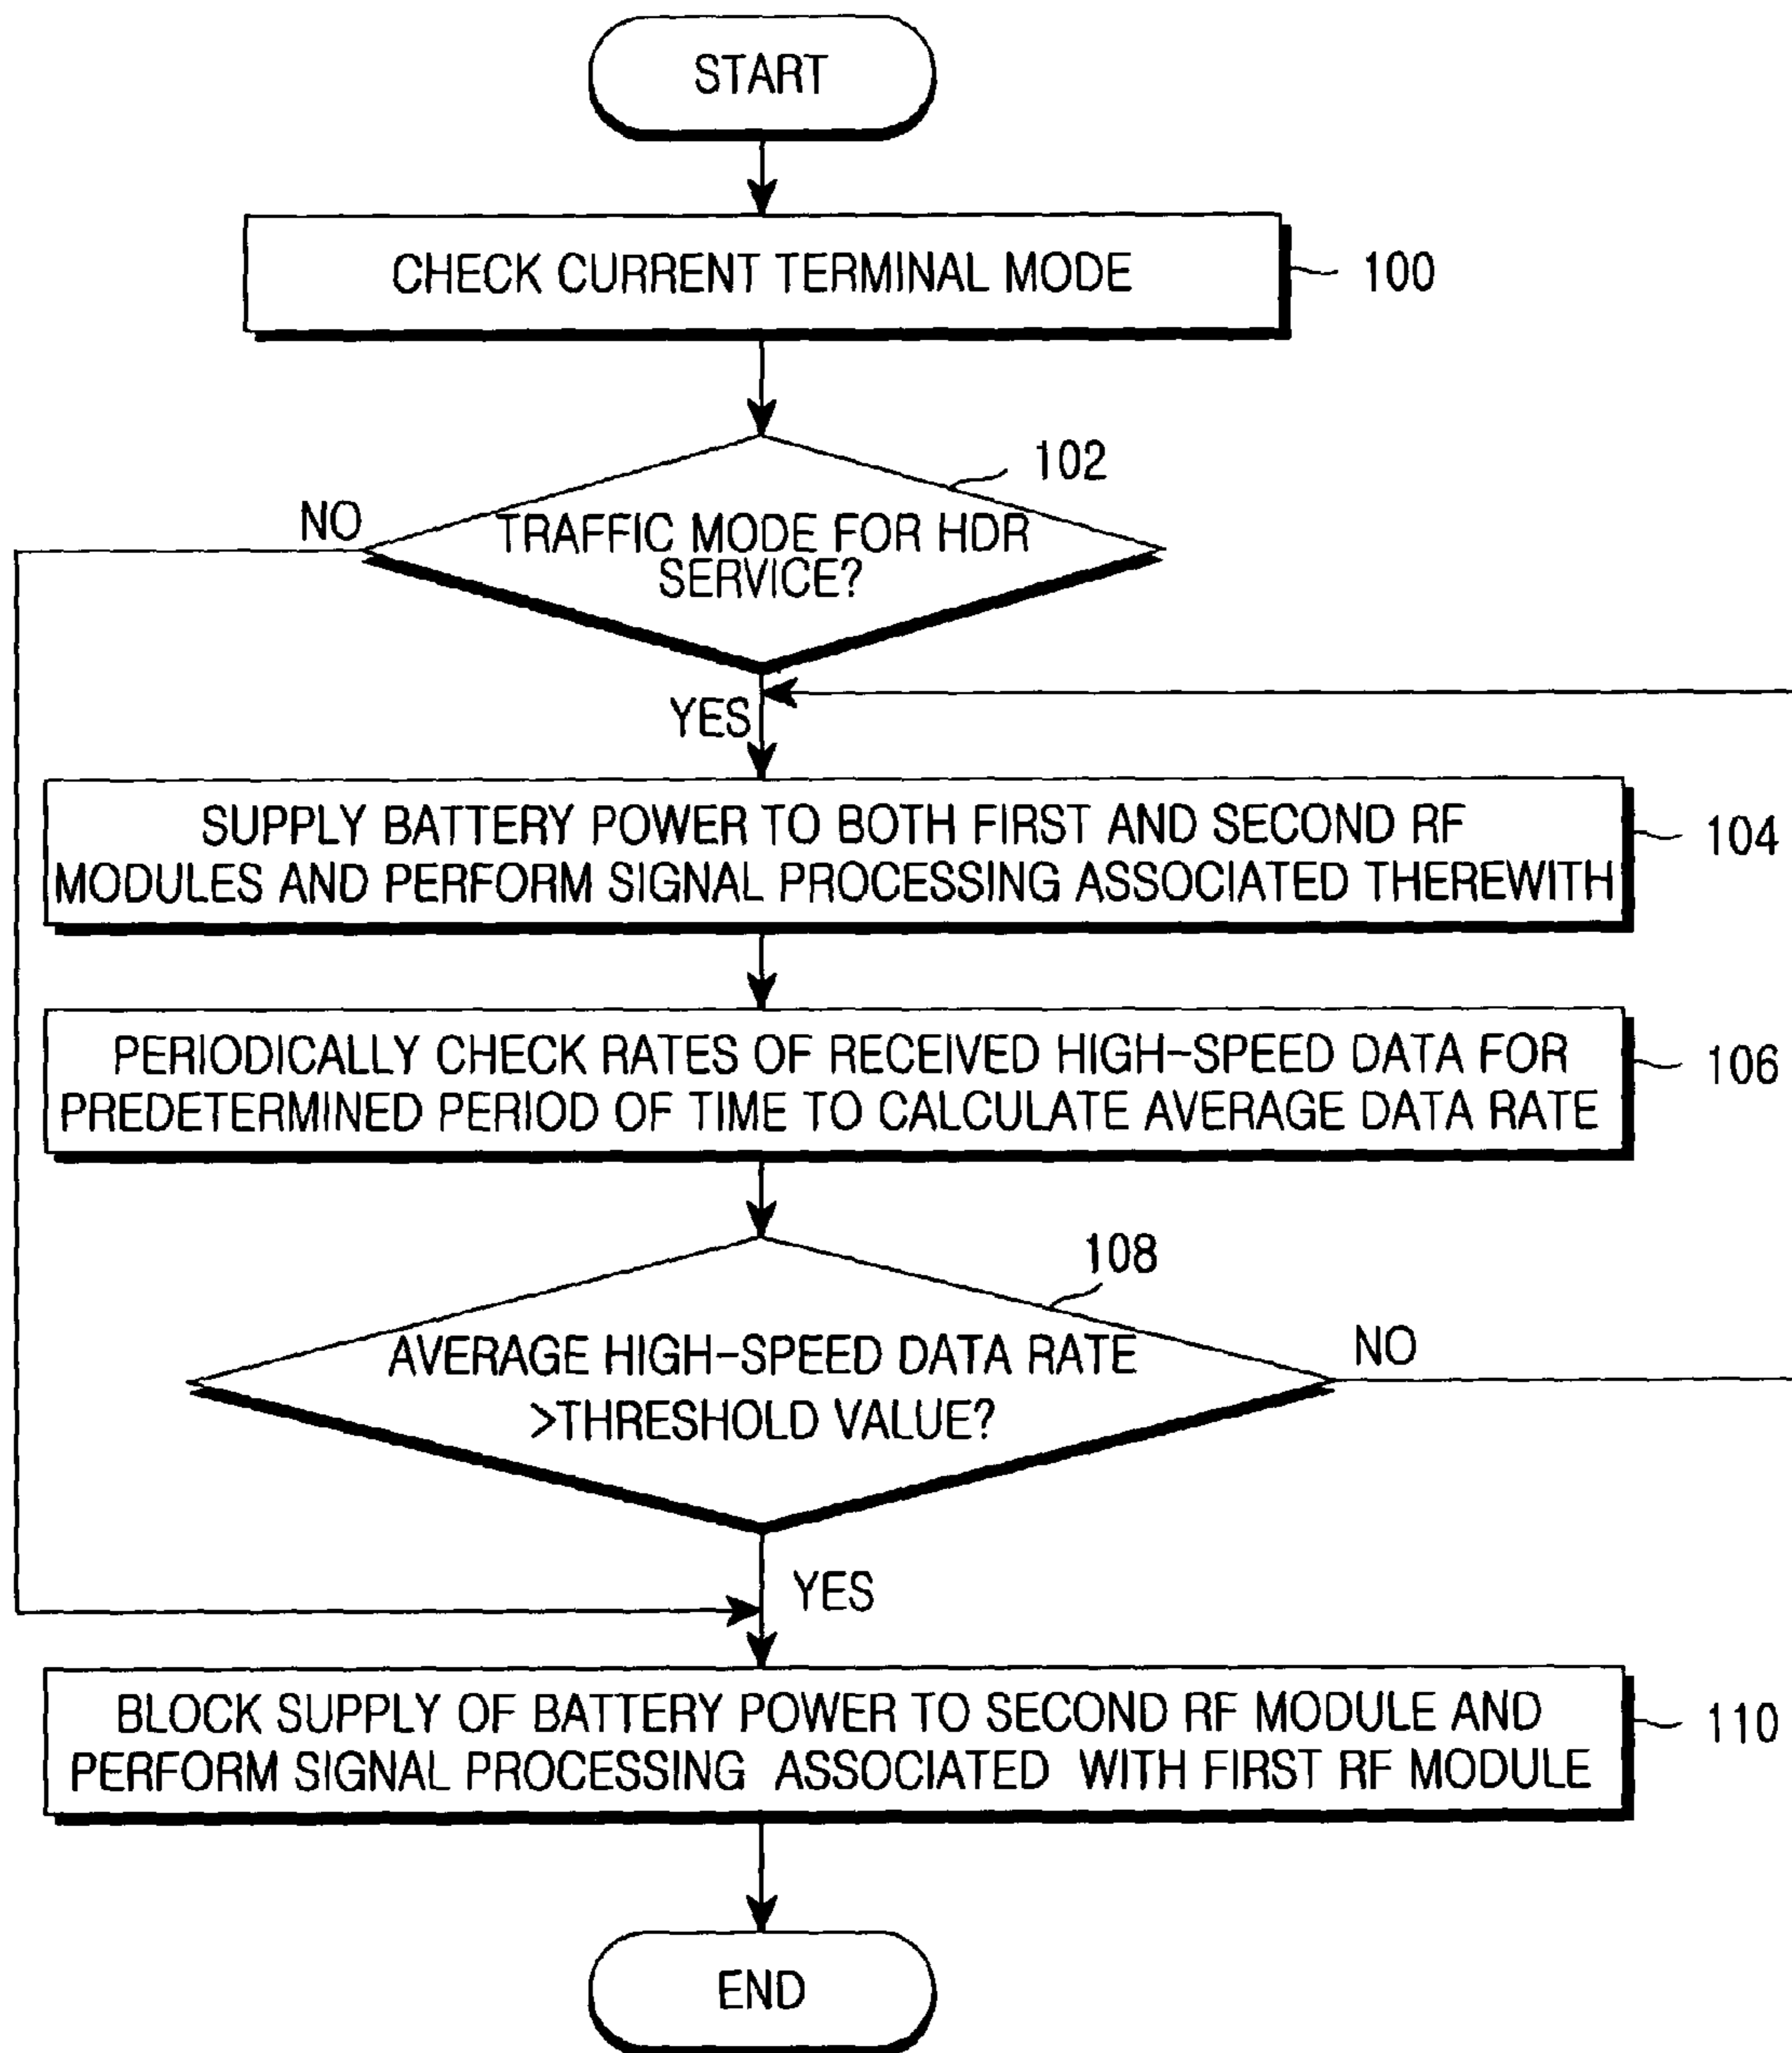 START
CHECK CURRENT TERMINAL MODE
100
102
NO
TRAFFIC MODE FOR HDR
SERVICE?
YES
SUPPLY BATTERY POWER TO BOTH FIRST AND SECOND RF
MODULES AND PERFORM SIGNAL PROCESSING ASSOCIATED THEREWITH
104
PERIODICALLY CHECK RATES OF RECEIVED HIGH-SPEED DATA FOR
PREDETERMINED PERIOD OF TIME TO CALCULATE AVERAGE DATA RATE
106
108
AVERAGE HIGH-SPEED DATA RATE
>THRESHOLD VALUE?
NO
YES
BLOCK SUPPLY OF BATTERY POWER TO SECOND RF MODULE AND
PERFORM SIGNAL PROCESSING ASSOCIATED WITH FIRST RF MODULE
110
END